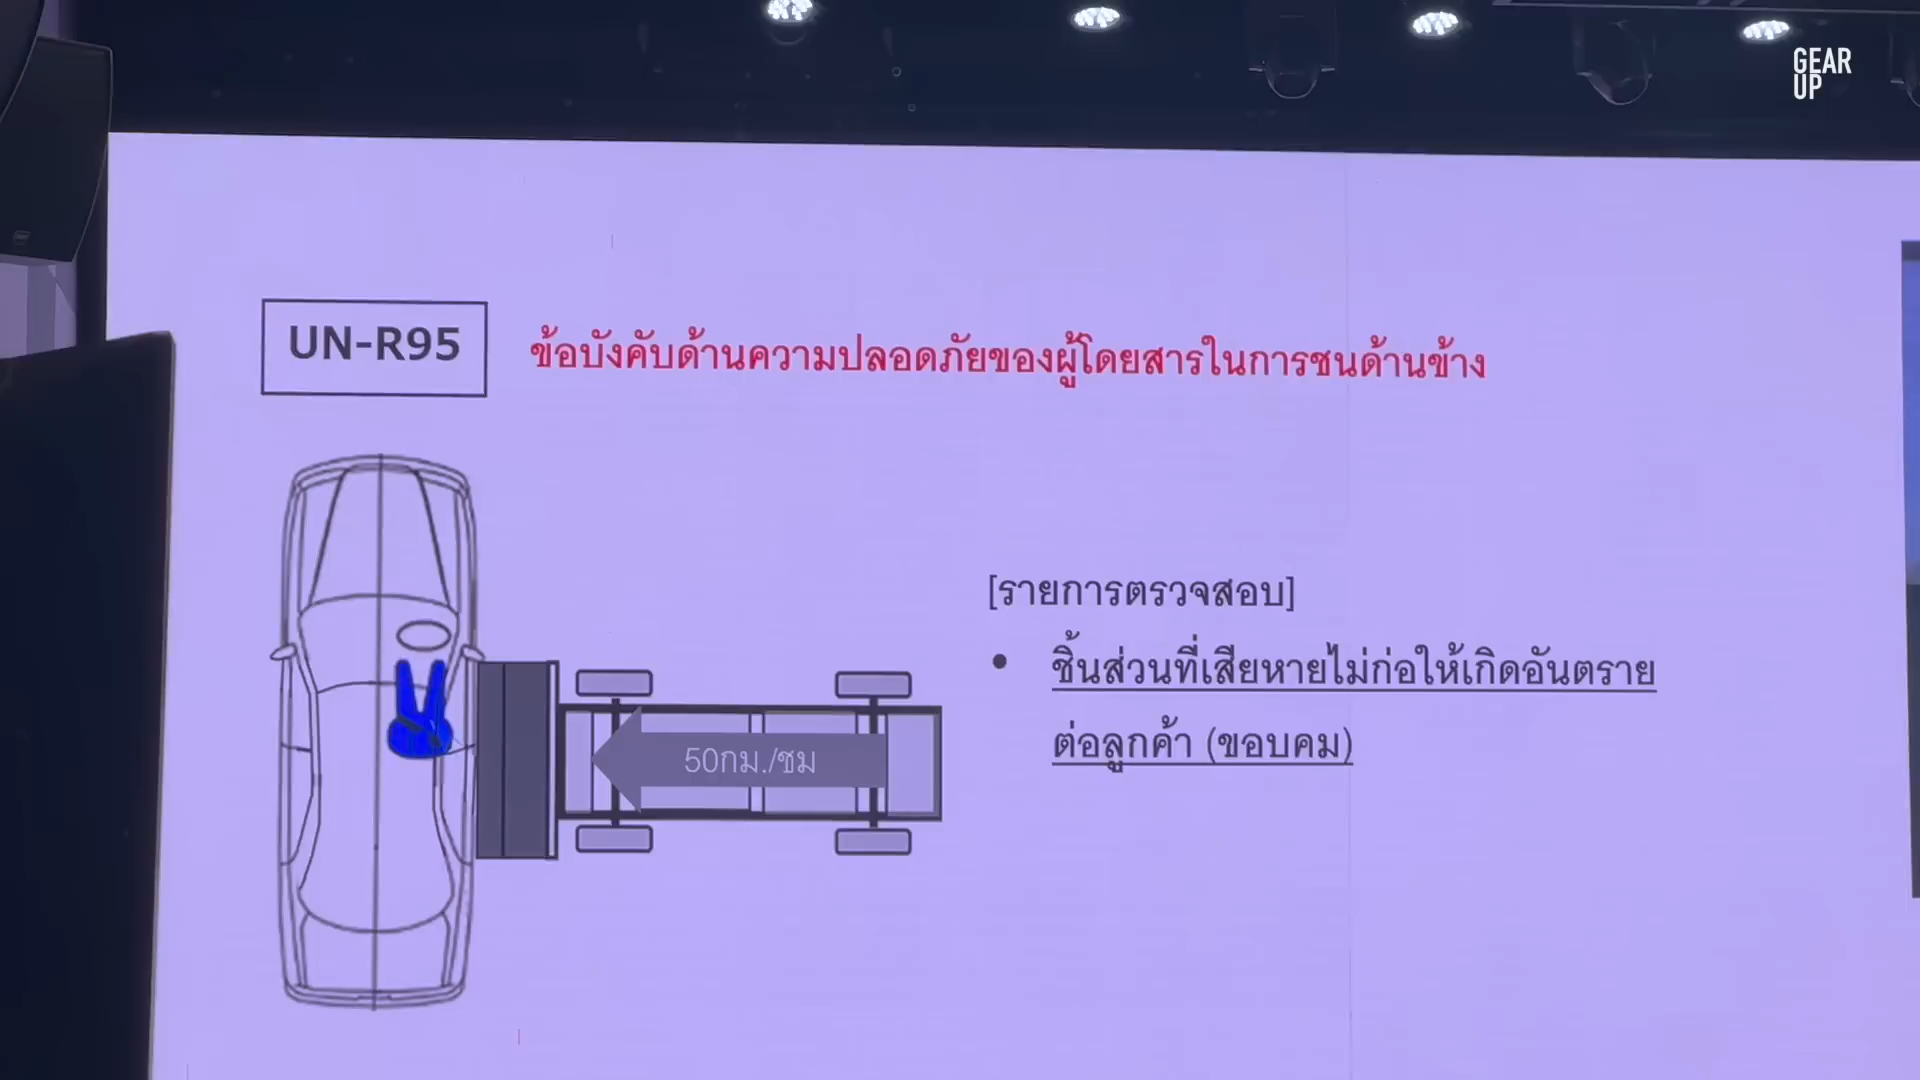 GEAR
UP
UN-R95
ข้อบังคับด้านความปลอดภัยของผู้โดยสารในการชนด้านข้าง
[รายการตรวจสอบ]
• ชิ้นส่วนที่เสียหายไม่ก่อให้เกิดอันตราย
ต่อลูกค้า (ขอบคม)
50กม./ชม